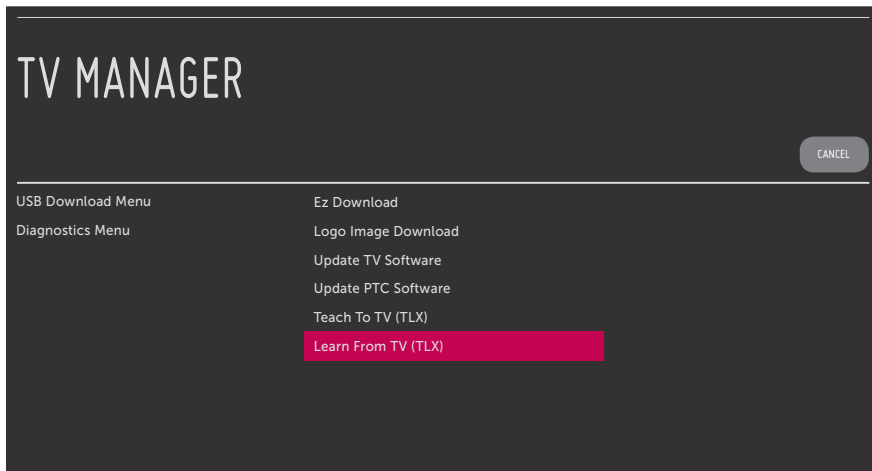 TV MANAGER
CANCEL
USB Download Menu
Diagnostics Menu
Ez Download
Logo Image Download
Update TV Software
Update PTC Software
Teach To TV (TLX)
Learn From TV (TLX)